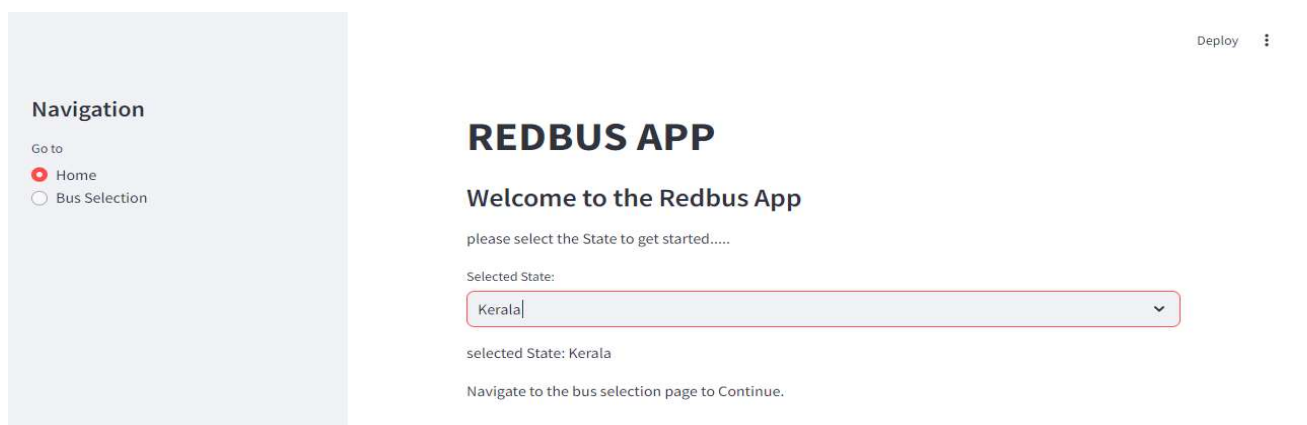 Deploy
Navigation
Go to
Home
Bus Selection
REDBUS APP
Welcome to the Redbus App
please select the State to get started.....
Selected State:
Kerala
selected State: Kerala
Navigate to the bus selection page to Continue.